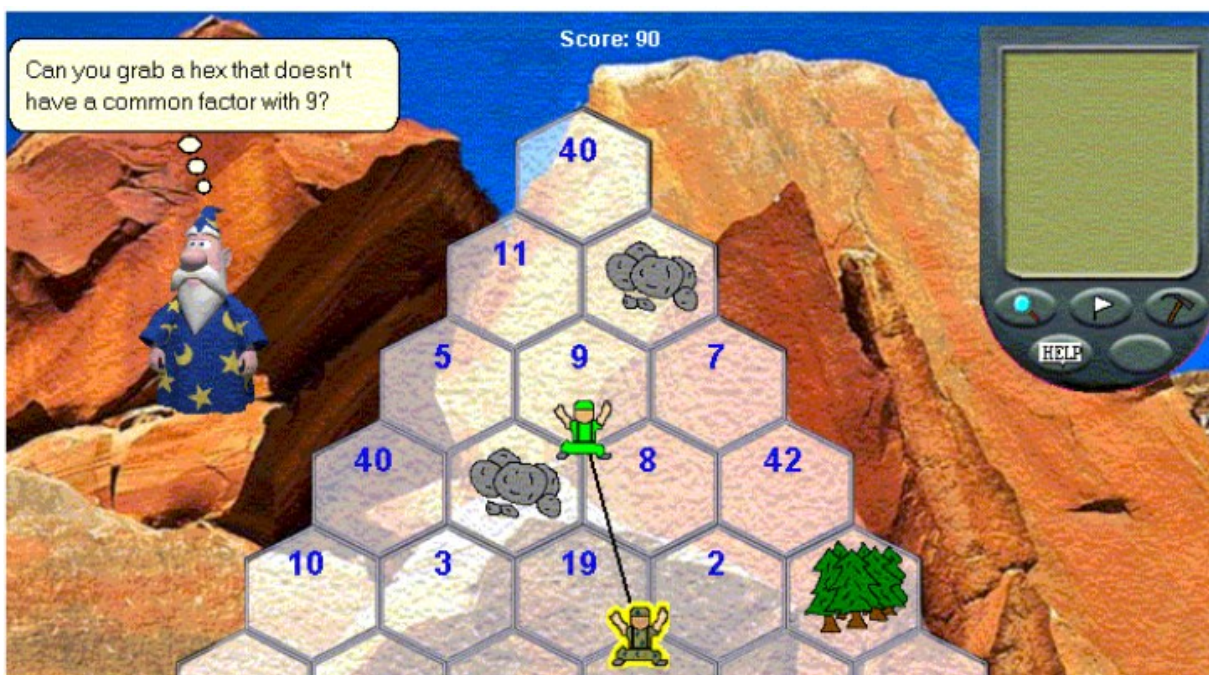 Score: 90
Can you grab a hex that doesn't
have a common factor with 9?
40
11
5 9 7
40 8 42
10 3 19 2
HELP